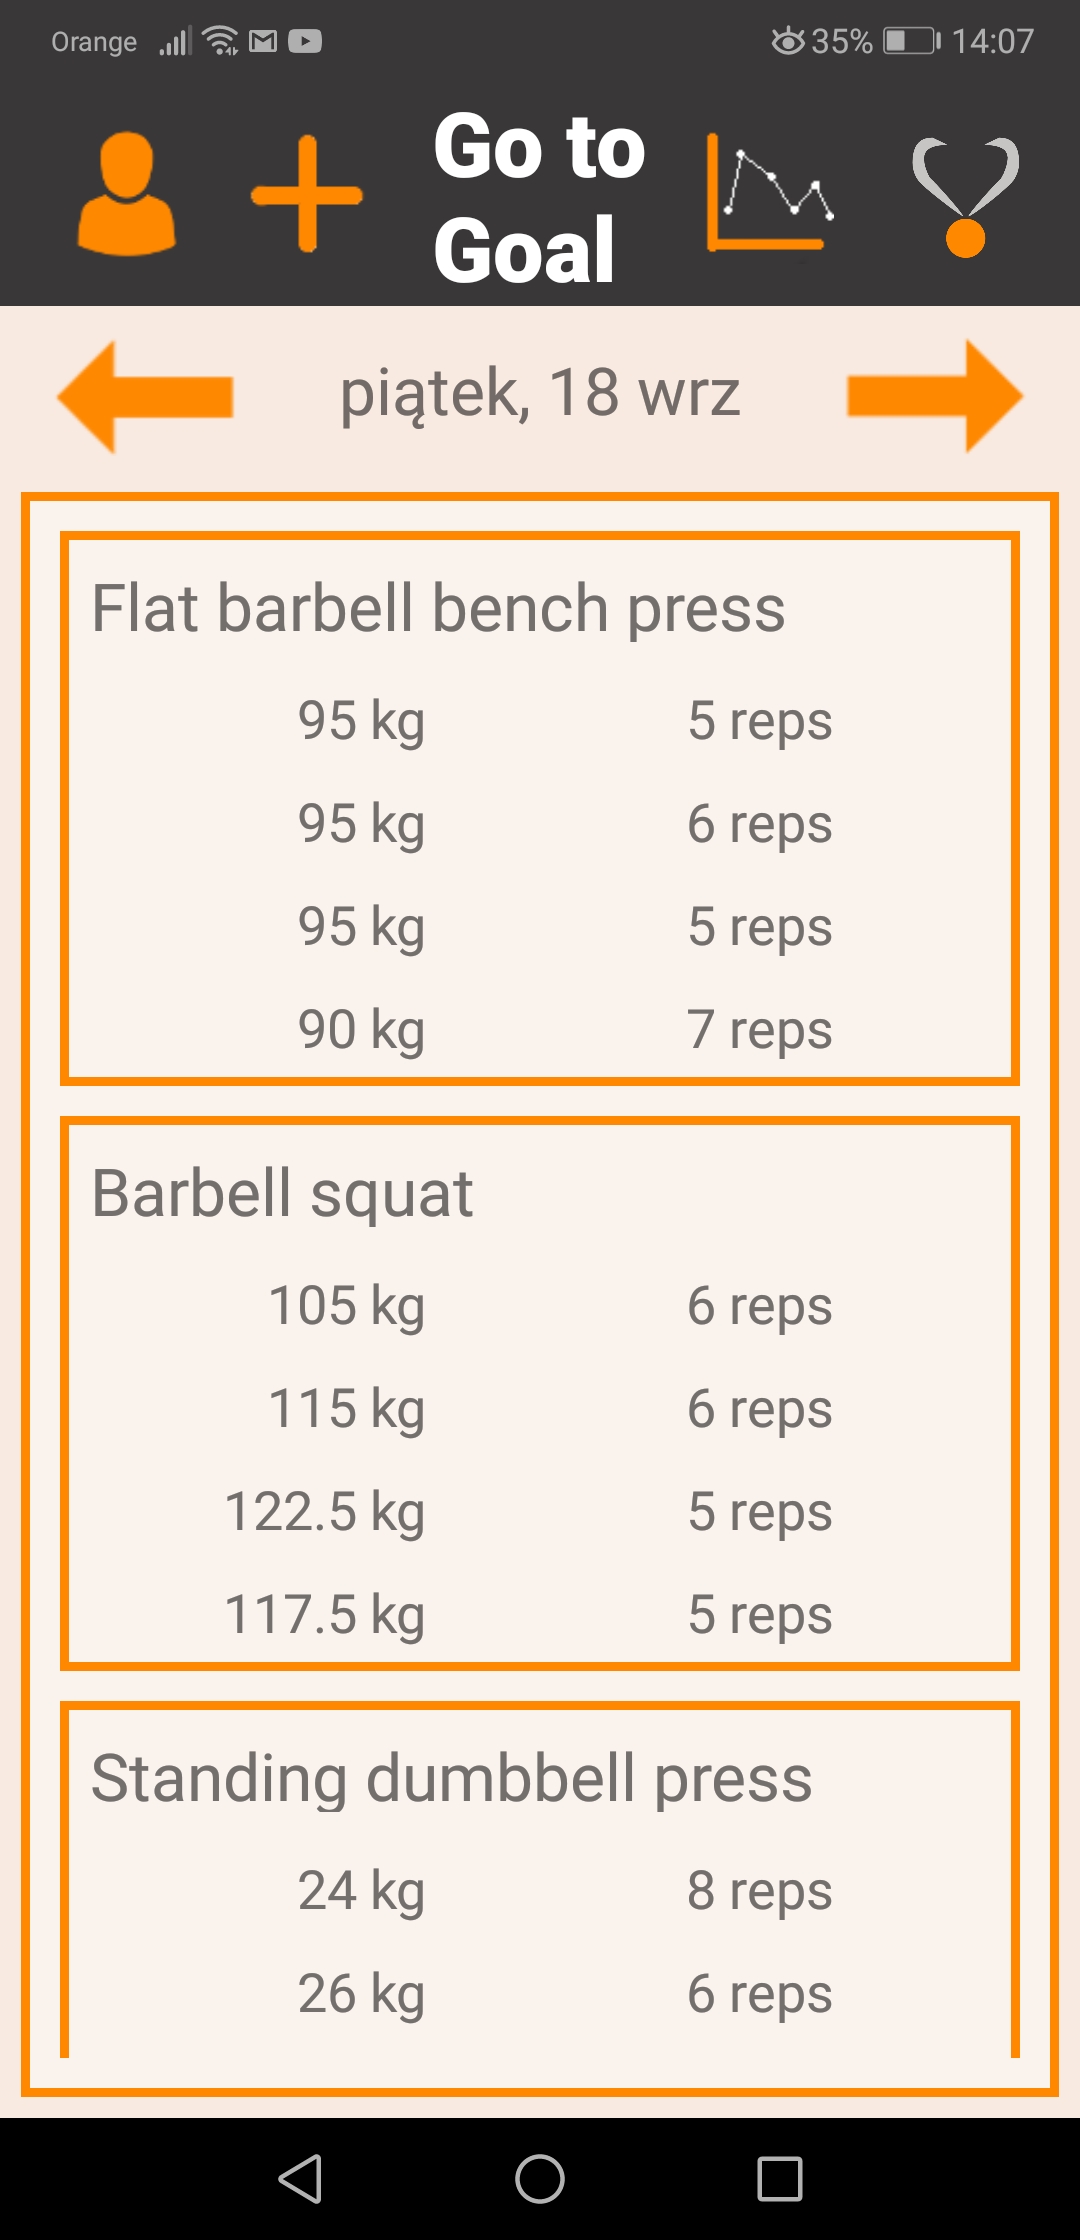 Orange 35% 14:07
Go to
Goal
piątek, 18 wrz
Flat barbell bench press
95 kg 5 reps
95 kg 6 reps
95 kg 5 reps
90 kg 7 reps
Barbell squat
105 kg 6 reps
115 kg 6 reps
122.5 kg 5 reps
117.5 kg 5 reps
Standing dumbbell press
24 kg 8 reps
26 kg 6 reps